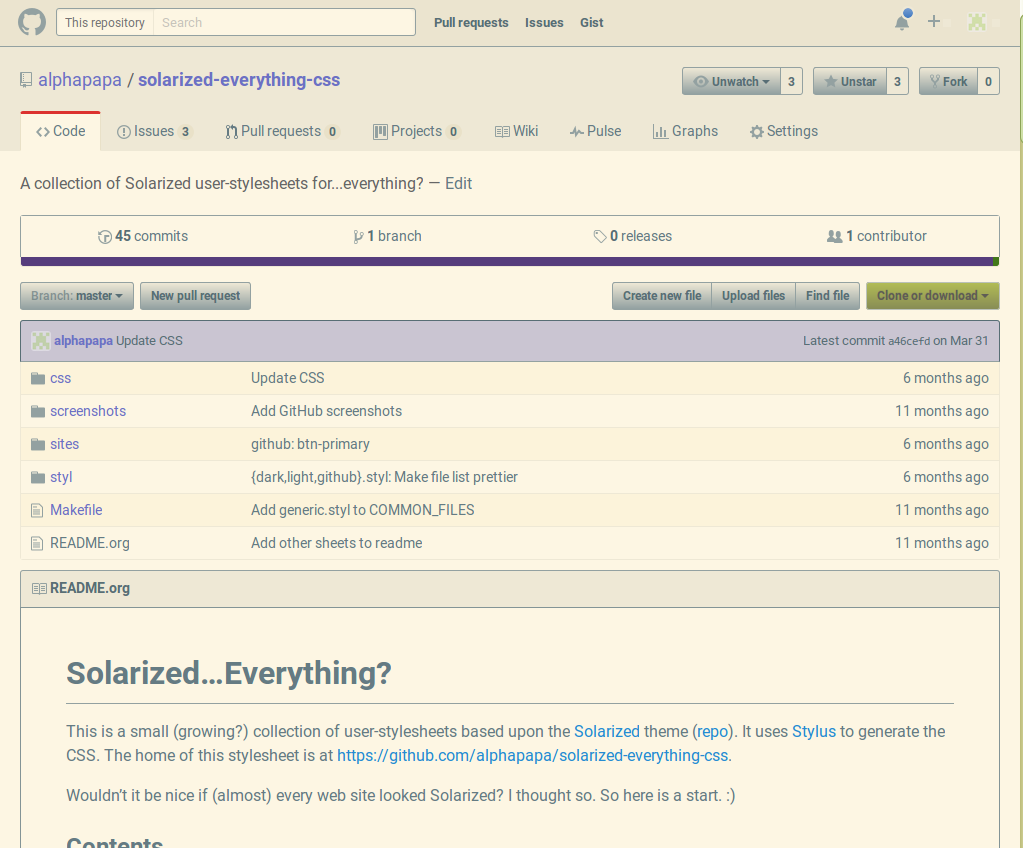 This repository Search Pull requests Issues Gist
alphapapa / solarized-everything-css Unwatch 3 Unstar 3 Fork 0
Code Issues 3 Pull requests 0 Projects 0 Wiki Pulse Graphs Settings
A collection of Solarized user-stylesheets for...everything? — Edit
45 commits 1 branch 0 releases 1 contributor
Branch: master New pull request Create new file Upload files Find file Clone or download
alphapapa Update CSS Latest commit a46cefd on Mar 31
css Update CSS 6 months ago
screenshots Add GitHub screenshots 11 months ago
sites github: btn-primary 6 months ago
styl {dark,light,github}.styl: Make file list prettier 6 months ago
Makefile Add generic.styl to COMMON_FILES 11 months ago
README.org Add other sheets to readme 11 months ago
README.org
Solarized…Everything?
This is a small (growing?) collection of user-stylesheets based upon the Solarized theme (repo). It uses Stylus to generate the
CSS. The home of this stylesheet is at https://github.com/alphapapa/solarized-everything-css.
Wouldn’t it be nice if (almost) every web site looked Solarized? I thought so. So here is a start. :)
Contents